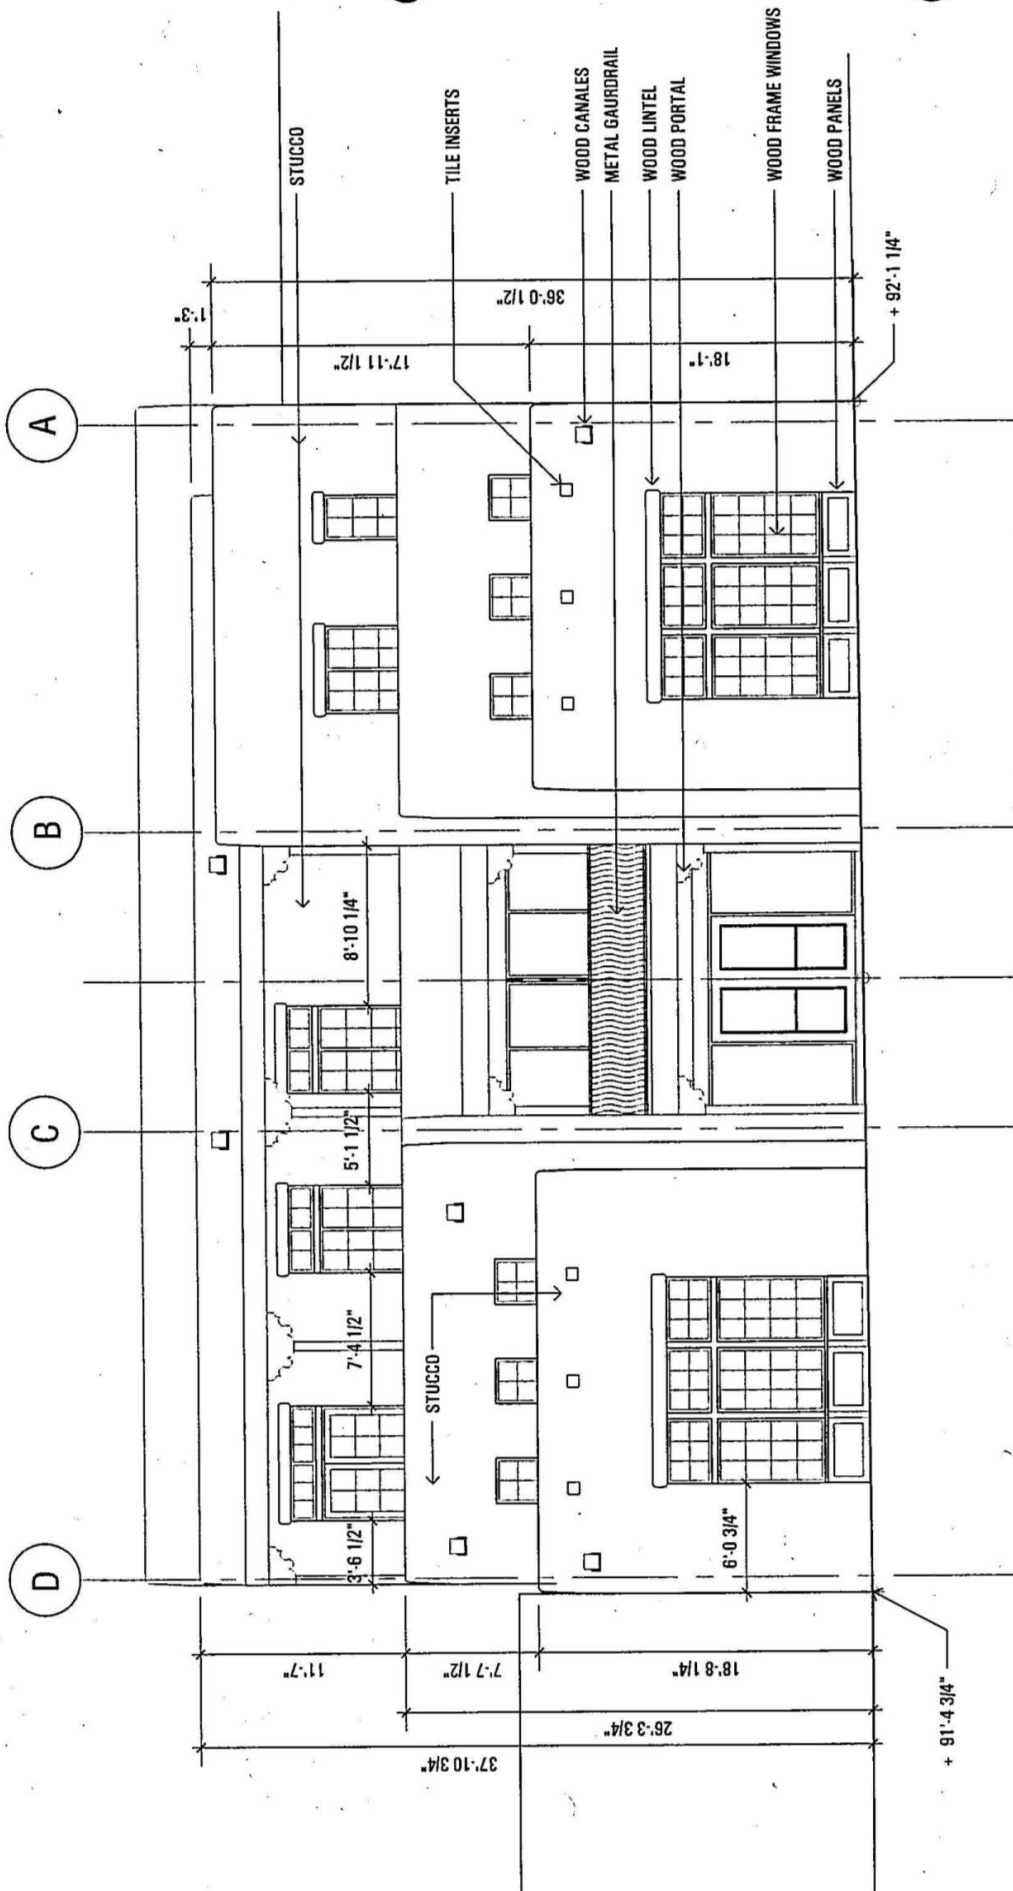 D
C
B
A
STUCCO
TILE INSERTS
WOOD CANALES
METAL GAURDRAIL
WOOD LINTEL
WOOD PORTAL
WOOD FRAME WINDOWS
WOOD PANELS
1'-3"
17'-11 1/2"
36'-0 1/2"
18'-1"
+ 92'-1 1/4"
8'-10 1/4"
5'-1 1/2"
7'-4 1/2"
3'-6 1/2"
STUCCO
6'-0 3/4"
11'-7"
7'-7 1/2"
18'-8 1/4"
26'-3 3/4"
37'-10 3/4"
+ 91'-4 3/4"